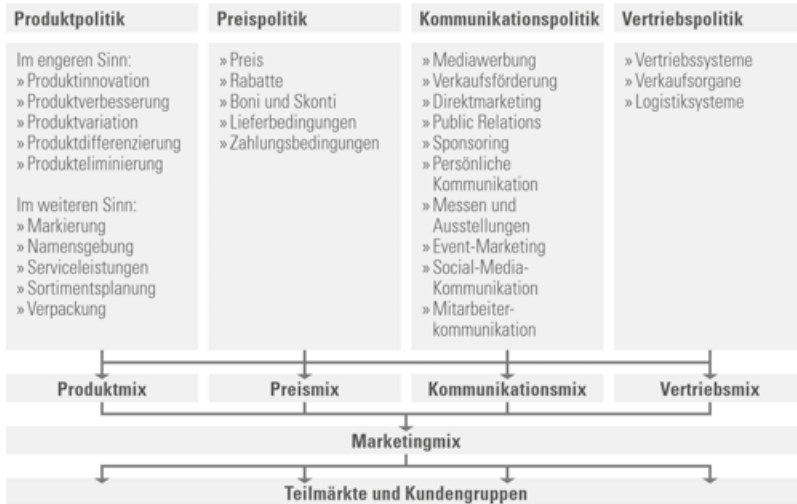 Produktpolitik
Im engeren Sinn:
» Produktinnovation
» Produktverbesserung
» Produktvariation
» Produktdifferenzierung
» Produkteliminierung
Im weiteren Sinn:
» Markierung
» Namensgebung
» Serviceleistungen
» Sortimentsplanung
» Verpackung
Preispolitik
» Preis
» Rabatte
» Boni und Skonti
» Lieferbedingungen
» Zahlungsbedingungen
Kommunikationspolitik
» Mediawerbung
» Verkaufsförderung
» Direktmarketing
» Public Relations
» Sponsoring
» Persönliche
Kommunikation
» Messen und
Ausstellungen
» Event-Marketing
» Social-Media-
Kommunikation
» Mitarbeiter-
kommunikation
Vertriebspolitik
» Vertriebssysteme
» Verkaufsorgane
» Logistiksysteme
Produktmix
Preismix
Kommunikationsmix
Vertriebsmix
Marketingmix
Teilmärkte und Kundengruppen